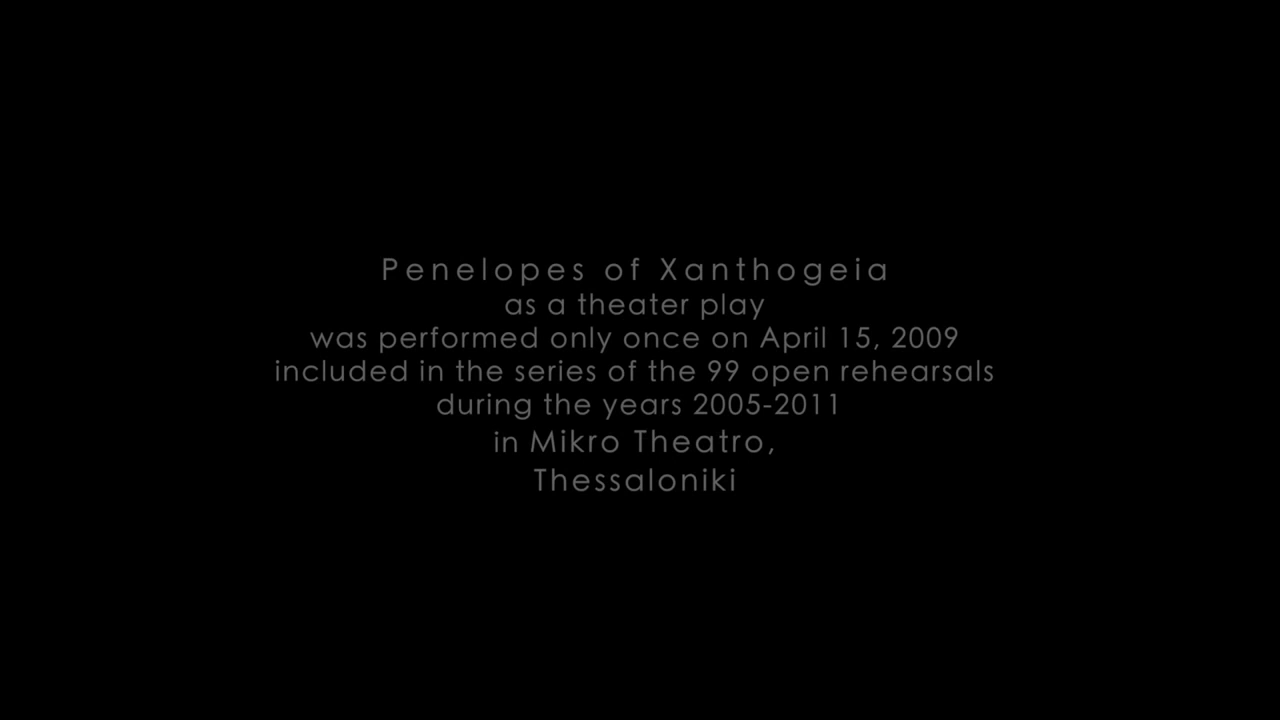 Penelopes of Xanthogeia
as a theater play
was performed only once on April 15, 2009
included in the series of the 99 open rehearsals
during the years 2005-2011
in Mikro Theatro,
Thessaloniki